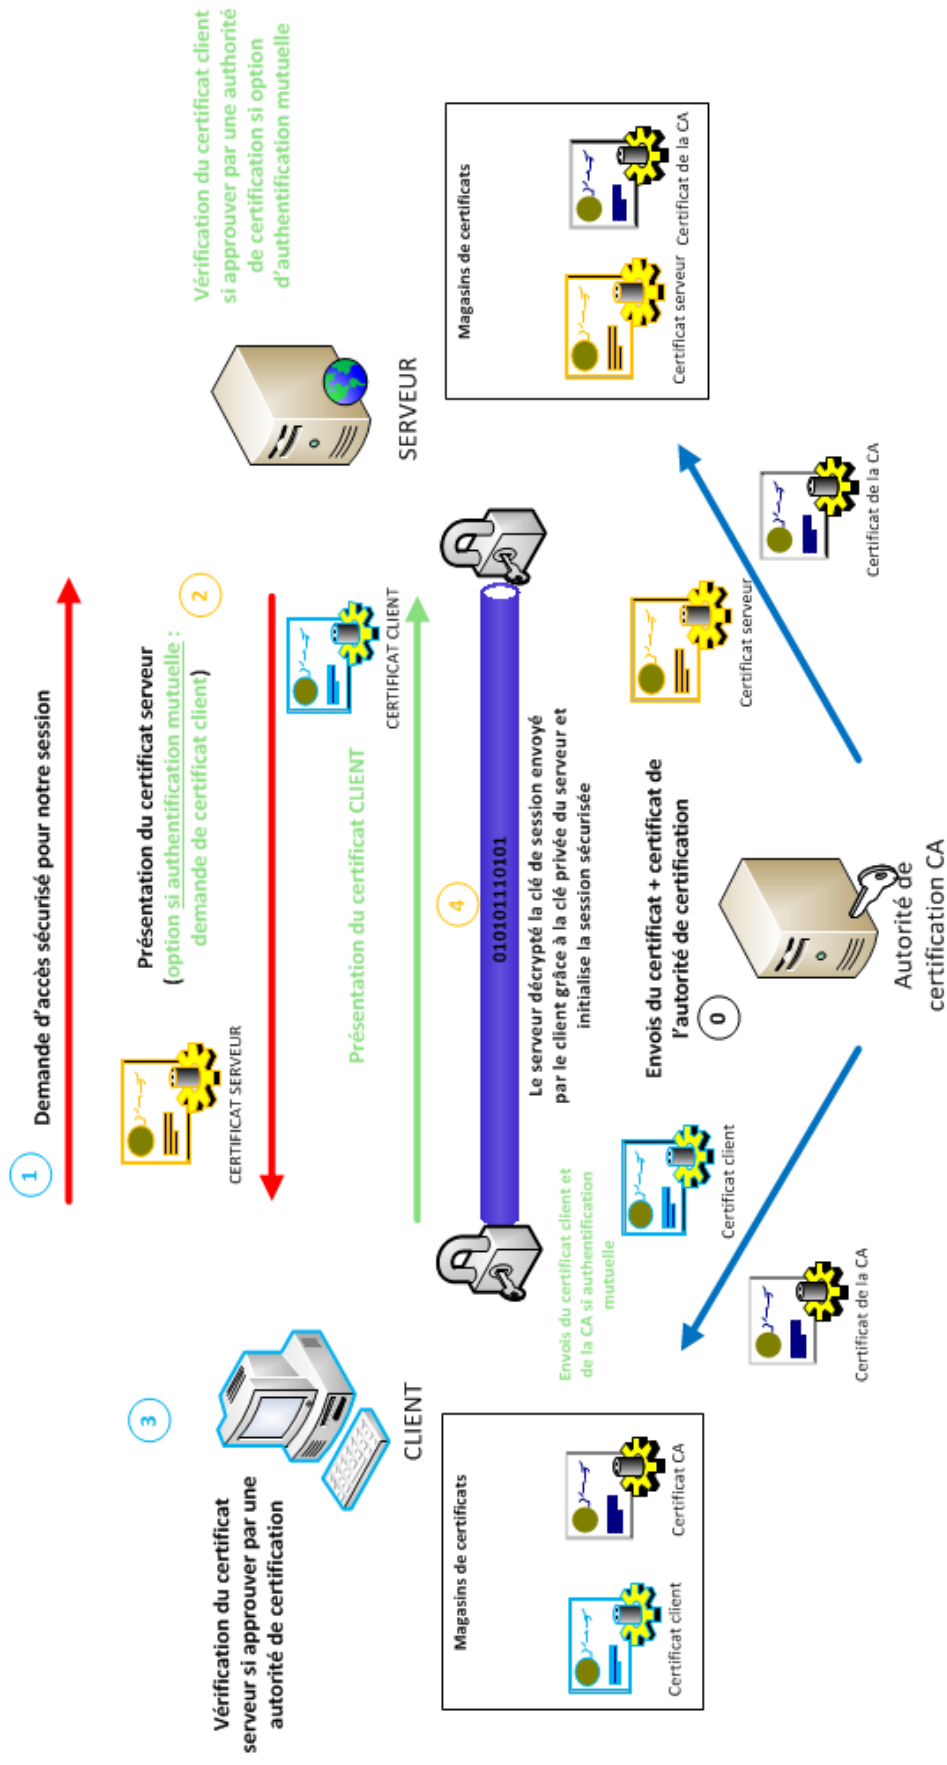 1
Demande d'accès sécurisé pour notre session
Présentation du certificat serveur
(option si authentification mutuelle :
demande de certificat client)
2
CERTIFICAT SERVEUR
Vérification du certificat client
si approuver par une authorité
de certification si option
d'authentification mutuelle
3
Vérification du certificat
serveur si approuver par une
autorité de certification
CLIENT
SERVEUR
Présentation du certificat CLIENT
CERTIFICAT CLIENT
4
010101110101
Le serveur décrypté la clé de session envoyé
par le client grâce à la clé privée du serveur et
initialise la session sécurisée
Magasins de certificats
Certificat client
Certificat CA
Magasins de certificats
Certificat serveur
Certificat de la CA
Envois du certificat client et
de la CA si authentification
mutuelle
Envois du certificat + certificat de
l'autorité de certification
0
Certificat client
Certificat de la CA
Certificat serveur
Certificat de la CA
Autorité de
certification CA